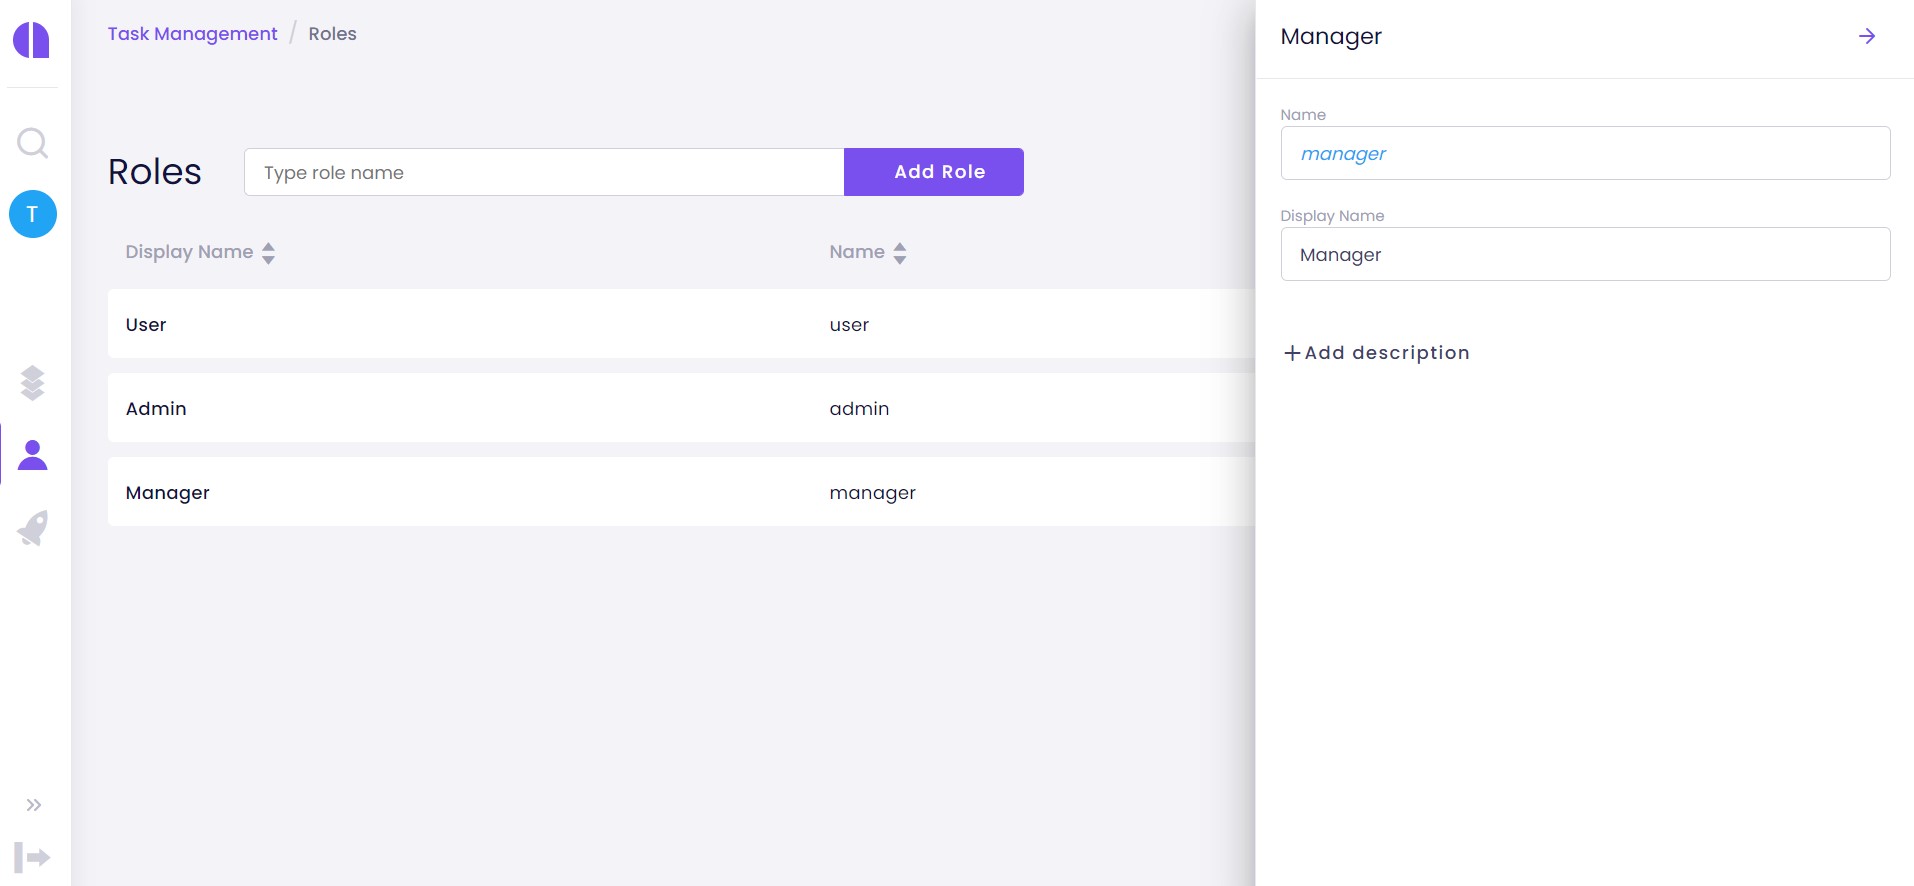 Task Management / Roles
T
Roles
Type role name
Add Role
Display Name
Name
User
user
Admin
admin
Manager
manager
Manager
Name
manager
Display Name
Manager
+Add description